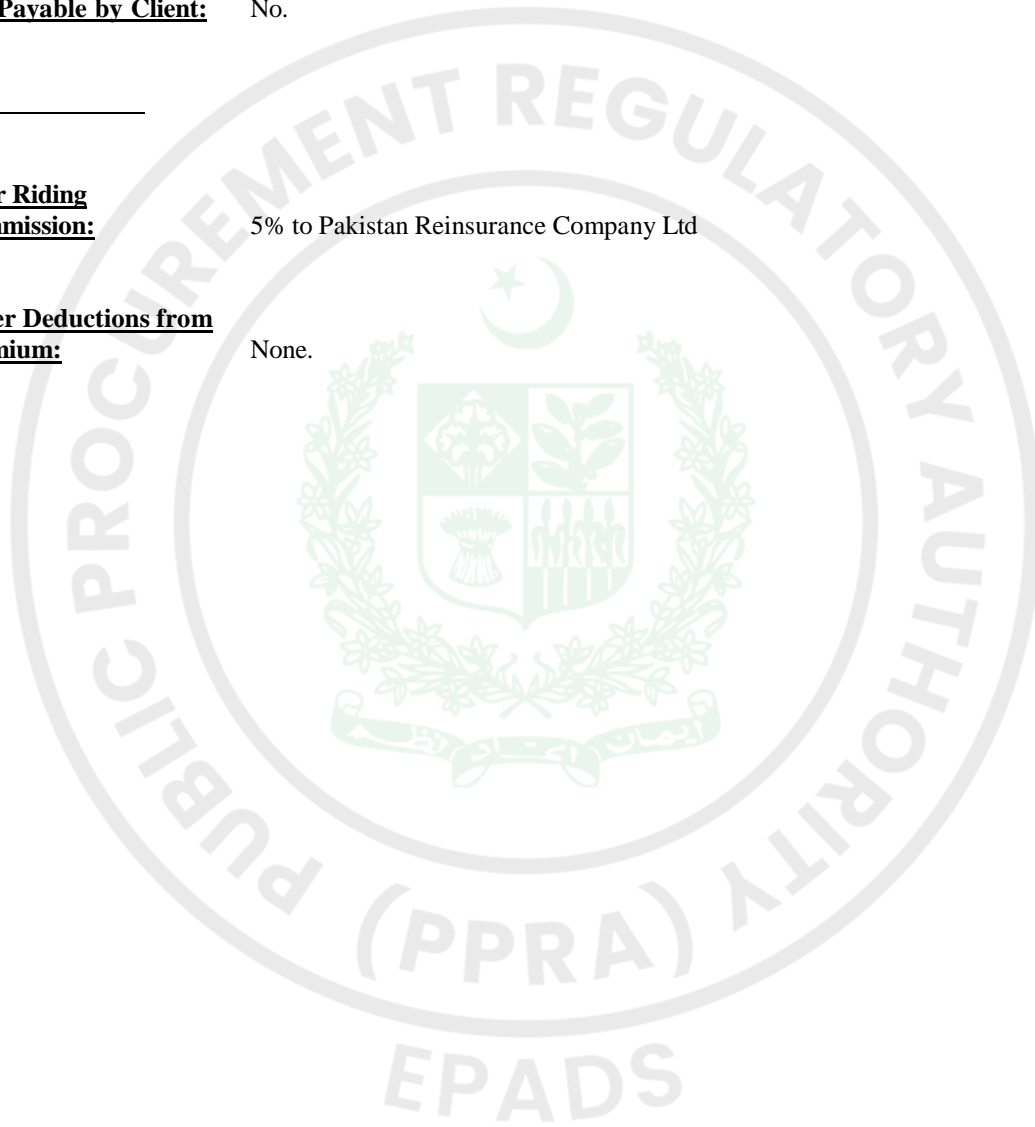 Payable by Client: No.
r Riding
mission: 5% to Pakistan Reinsurance Company Ltd
er Deductions from
mium: None.
PUBLIC PROCUREMENT REGULATORY AUTHORITY
(PPRA)
EPADS